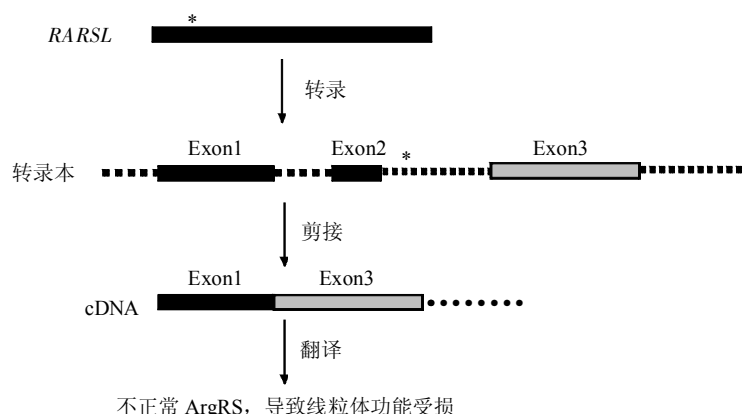 *
RARSL
转录
Exon1 Exon2 * Exon3
转录本
剪接
Exon1 Exon3
cDNA
翻译
不正常 ArgRS，导致线粒体功能受损